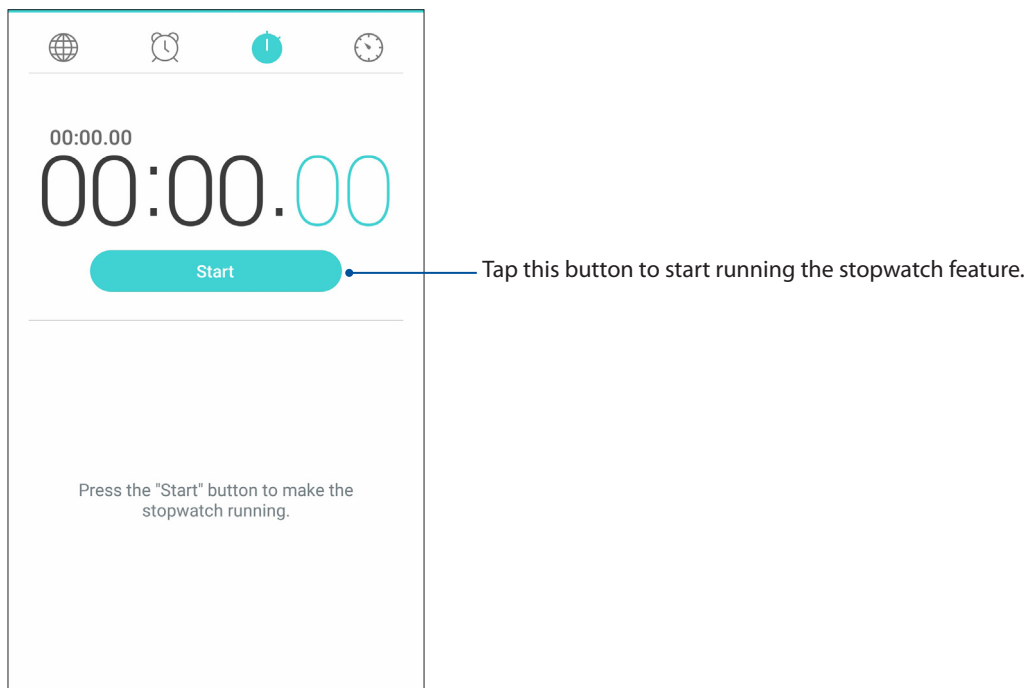 00:00.00
00:00.00
Start
Tap this button to start running the stopwatch feature.
Press the "Start" button to make the
stopwatch running.